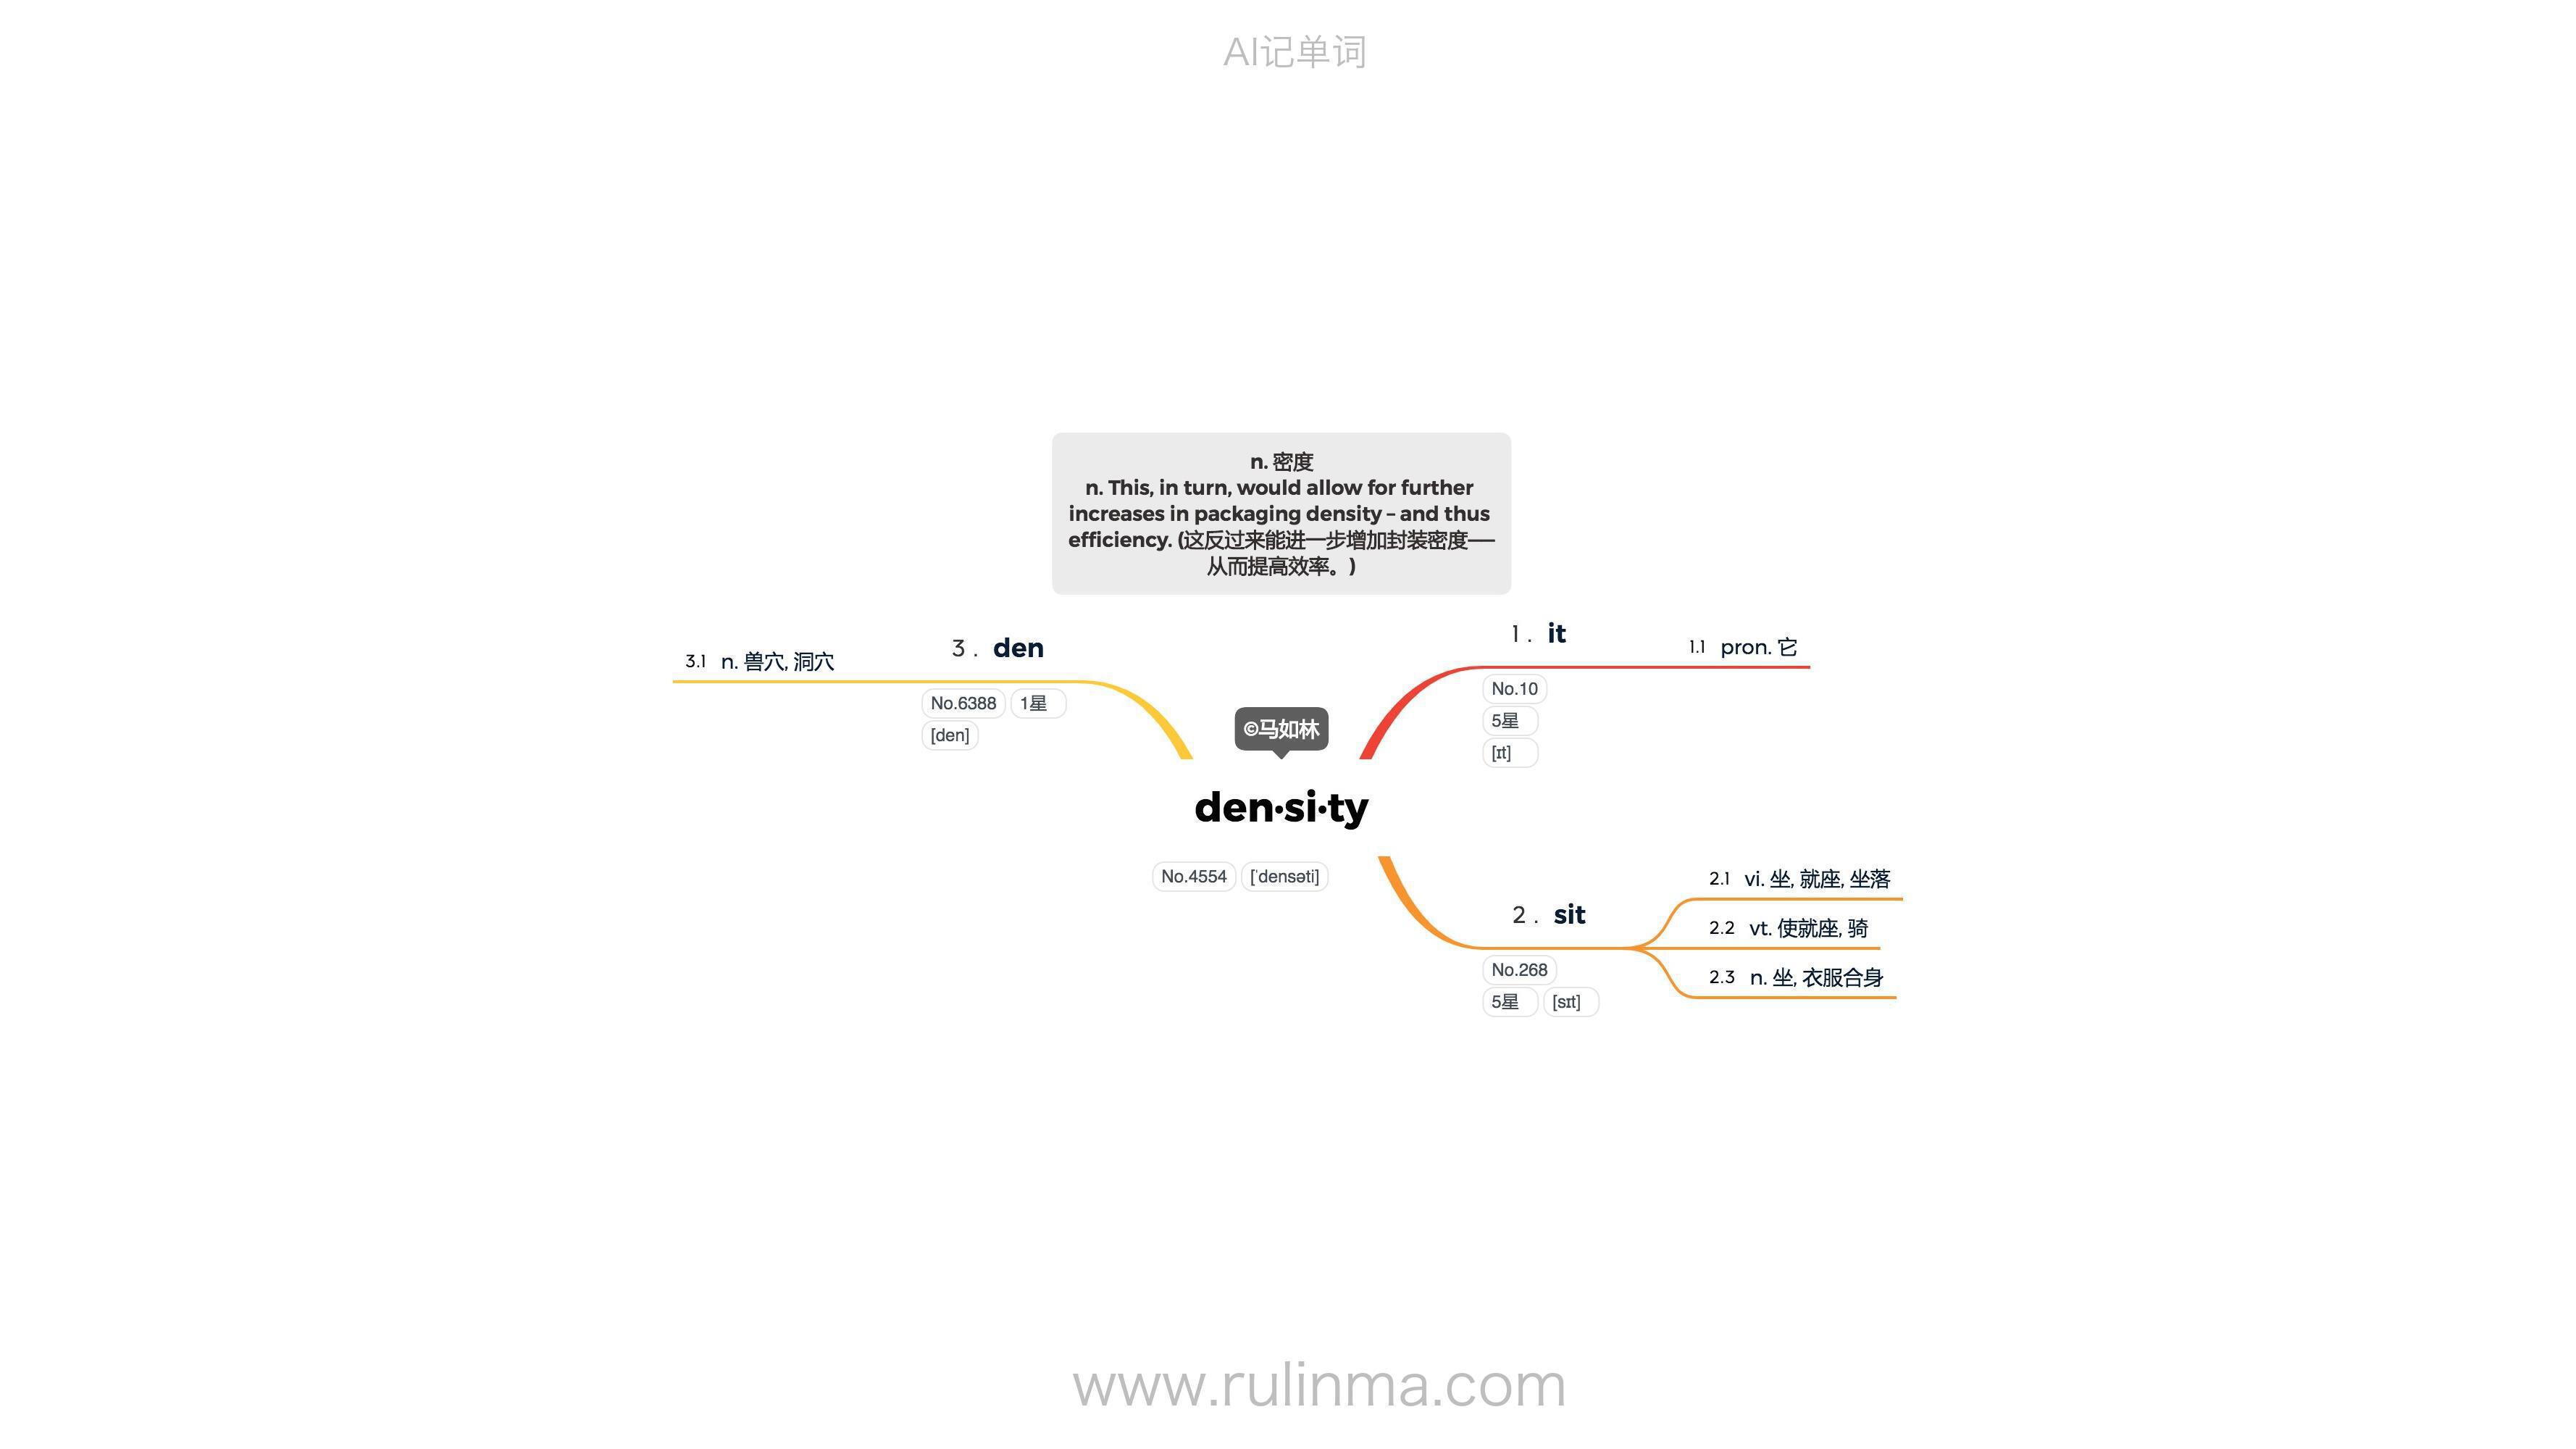 AI记单词
n. 密度
n. This, in turn, would allow for further
increases in packaging density – and thus
efficiency. (这反过来能进一步增加封装密度——
从而提高效率。)
3 . den
3.1 n. 兽穴, 洞穴
No.6388 1星
[den]
1 . it
1.1 pron. 它
No.10
5星
[ɪt]
©马如林
den·si·ty
No.4554 [ˈdensəti]
2 . sit
No.268
5星 [sɪt]
2.1 vi. 坐, 就座, 坐落
2.2 vt. 使就座, 骑
2.3 n. 坐, 衣服合身
www.rulinma.com